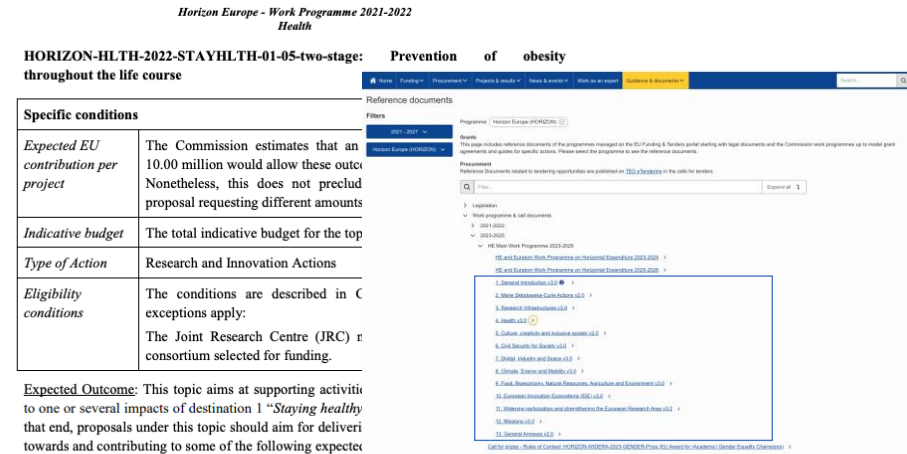 Horizon Europe - Work Programme 2021-2022
Health
HORIZON-HLTH-2022-STAYHLTH-01-05-two-stage: Prevention of obesity
throughout the life course
Specific conditions
Expected EU contribution per project
The Commission estimates that an
10.00 million would allow these outco
Nonetheless, this does not preclud
proposal requesting different amounts
Indicative budget
The total indicative budget for the top
Type of Action
Research and Innovation Actions
Eligibility conditions
The conditions are described in
exceptions apply:
The Joint Research Centre (JRC)
consortium selected for funding.
Expected Outcome: This topic aims at supporting activitie
to one or several impacts of destination 1 “Staying healthy
that end, proposals under this topic should aim for deliveri
towards and contributing to some of the following expected
Home Funding Procurement Projects & results News & events Work as an expert Guidance & documents Search...
Reference documents
Filters
2021 - 2027
Horizon Europe (HORIZON)
Programme Horizon Europe (HORIZON)
Grants
This page includes reference documents of the programmes managed on the EU Funding & Tenders portal starting with legal documents and the Commission work programmes up to model grant
agreements and guides for specific actions. Please select the programme to see the reference documents.
Procurement
Reference Documents related to tendering opportunities are published on TED eTendering in the calls for tenders.
Filter...
Expand all
Legislation
Work programme & call documents
2021-2022
2023-2025
HE Main Work Programme 2023-2025
HE and Euratom Work Programme on Horizontal Expenditure 2023-2024
HE and Euratom Work Programme on Horizontal Expenditure 2025-2026
1. General introduction v3.0
2. Marie Skłodowska-Curie Actions v2.0
3. Research Infrastructures v3.0
4. Health v3.0
5. Culture, creativity and inclusive society v2.0
6. Civil Security for Society v3.0
7. Digital, Industry and Space v3.0
8. Climate, Energy and Mobility v3.0
9. Food, Bioeconomy, Natural Resources, Agriculture and Environment v3.0
10. European Innovation Ecosystems (EIE) v3.0
11. Widening participation and strengthening the European Research Area v3.0
12. Missions v3.0
13. General Annexes v2.0
Call for prizes - Rules of Contest: HORIZON-WIDERA-2023-GENDER-Prize (EU Award for (Academic) Gender Equality Champions)